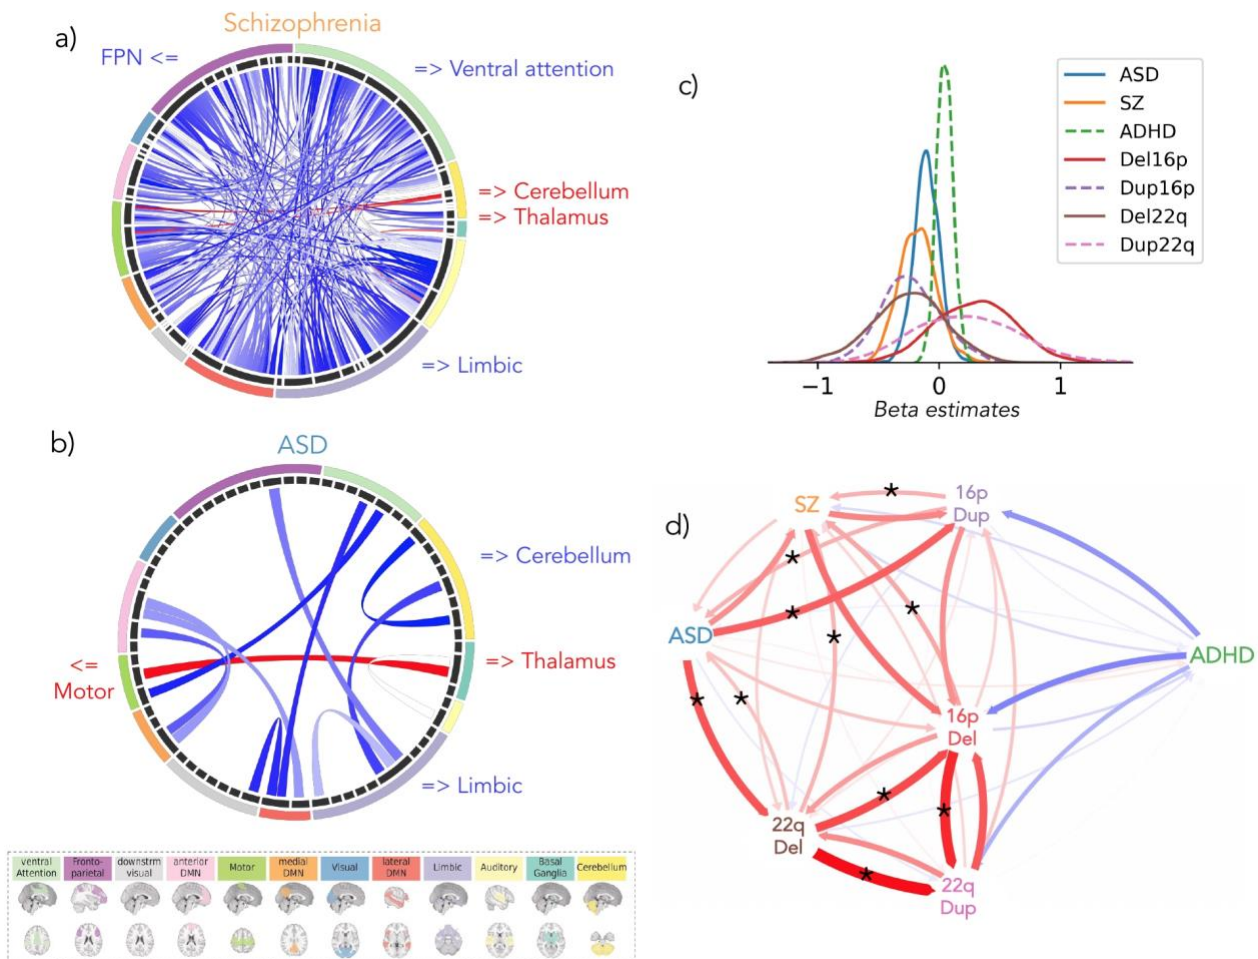 a)
Schizophrenia
FPN <=
=> Ventral attention
=> Cerebellum
=> Thalamus
=> Limbic
b)
ASD
=> Cerebellum
<=
Motor
=> Thalamus
=> Limbic
ventral
Attention
Fronto-
parietal
downstrm
visual
anterior
DMN
Motor
medial
DMN
Visual
lateral
DMN
Limbic
Auditory
Basal
Ganglia
Cerebellum
c)
ASD
SZ
ADHD
Del16p
Dup16p
Del22q
Dup22q
−1
0
1
Beta estimates
d)
SZ
*
16p
Dup
*
*
*
*
ASD
ADHD
*
*
16p
Del
*
*
22q
Del
*
22q
Dup